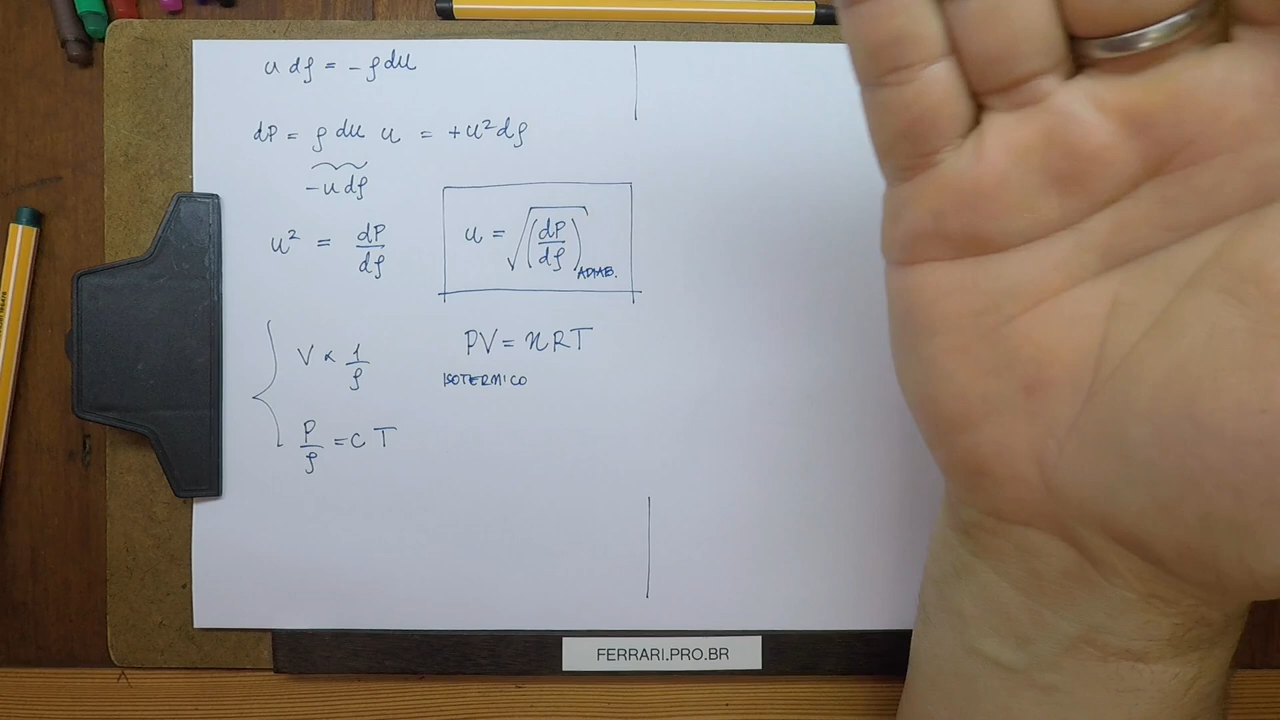 u dρ = - ρ du
dP = ρ du u = + u² dρ
- u dρ
u² = dP/dρ
u = √(dP/dρ) ADIAB.
V ∝ 1/ρ
PV = nRT
ISOTERMICO
P/ρ = C T
FERRARI.PRO.BR